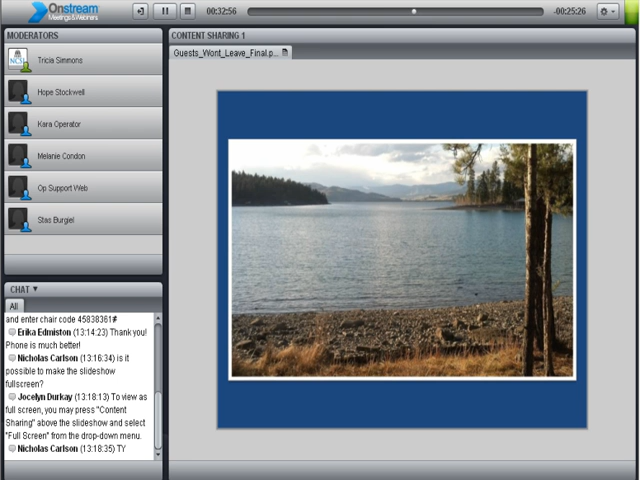 Onstream
Meetings & Webinars
00:32:56
-00:25:26
MODERATORS
NCSL
Tricia Simmons
Hope Stockwell
Kara Operator
Melanie Condon
Op Support Web
Stas Burgiel
CHAT
All
and enter chair code 45838361#
Erika Edmiston (13:14:23) Thank you!
Phone is much better!
Nicholas Carlson (13:16:34) is it
possible to make the slideshow
fullscreen?
Jocelyn Durkay (13:18:13) To view as
full screen, you may press "Content
Sharing" above the slideshow and select
"Full Screen" from the drop-down menu.
Nicholas Carlson (13:18:35) TY
CONTENT SHARING 1
Guests_Wont_Leave_Final.p...